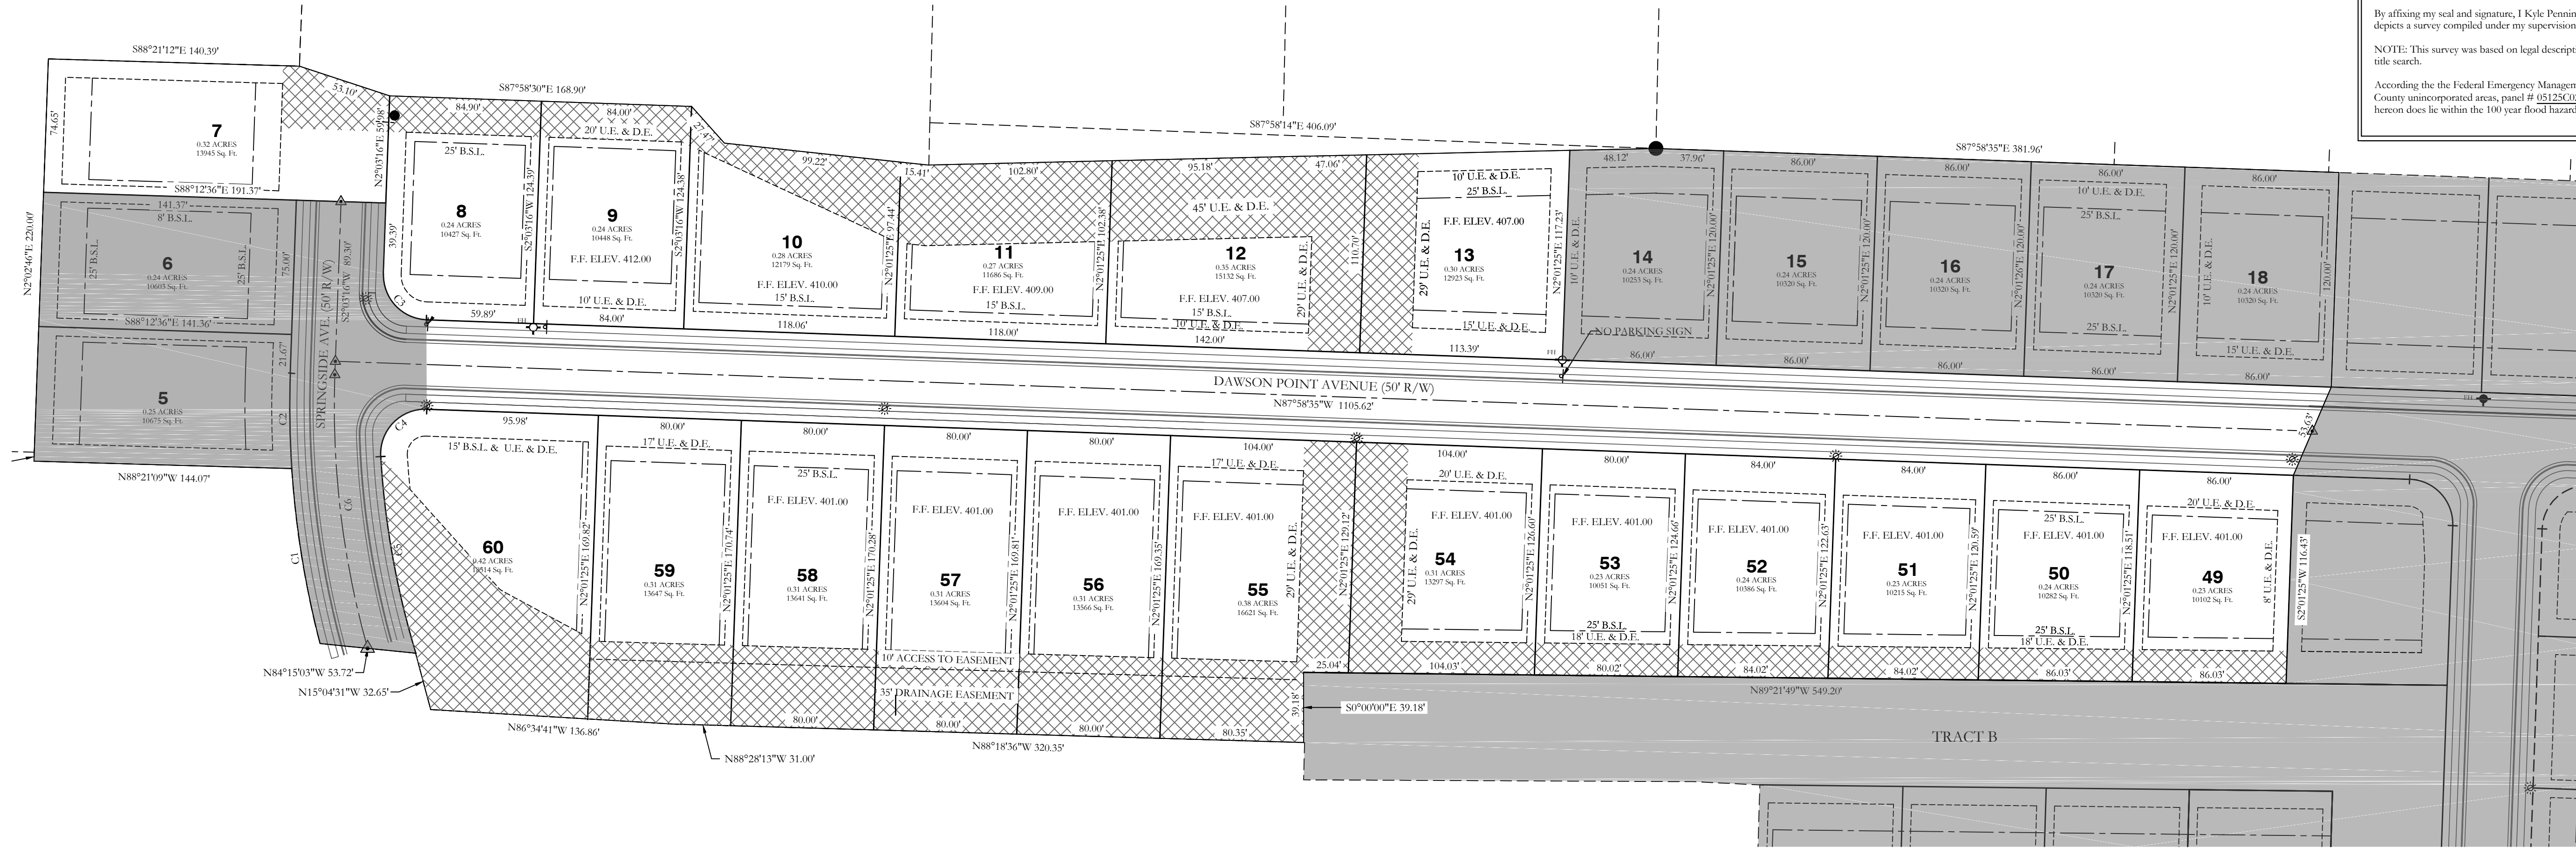 By affixing my seal and signature, I Kyle Pennin
depicts a survey compiled under my supervision
NOTE: This survey was based on legal descript
title search.
According the the Federal Emergency Managem
County unincorporated areas, panel # 05125C0
hereon does lie within the 100 year flood hazard
S88°21'12"E 140.39'
74.65'
7
0.32 ACRES
13945 Sq. Ft.
53.10'
N2°03'16"E 59.98'
S88°12'36"E 191.37'
N2°02'46"E 220.00'
141.37'
8' B.S.L.
25' B.S.L.
6
0.24 ACRES
10603 Sq. Ft.
25' B.S.L.
75.00'
S88°12'36"E 141.36'
5
0.25 ACRES
10675 Sq. Ft.
21.67'
C2
N88°21'09"W 144.07'
SPRINGSIDE AVE. (50' R/W)
S2°03'16"W 89.30'
C1
C6
C5
N84°15'03"W 53.72'
N15°04'31"W 32.65'
S87°58'30"E 168.90'
84.90'
25' B.S.L.
8
0.24 ACRES
10427 Sq. Ft.
39.39'
C3
59.89'
S2°03'16"W 124.39'
84.00'
20' U.E. & D.E.
9
0.24 ACRES
10448 Sq. Ft.
F.F. ELEV. 412.00
10' U.E. & D.E.
84.00'
FH
S2°03'16"W 124.38'
27.47'
99.22'
10
0.28 ACRES
12179 Sq. Ft.
F.F. ELEV. 410.00
15' B.S.L.
118.06'
N2°01'25"E 97.44'
15.41'
102.80'
11
0.27 ACRES
11686 Sq. Ft.
F.F. ELEV. 409.00
15' B.S.L.
118.00'
N2°01'25"E 102.38'
S87°58'14"E 406.09'
95.18'
47.06'
45' U.E. & D.E.
12
0.35 ACRES
15132 Sq. Ft.
F.F. ELEV. 407.00
15' B.S.L.
10' U.E. & D.E.
142.00'
29' U.E. & D.E.
110.70'
29' U.E. & D.E.
10' U.E. & D.E.
25' B.S.L.
F.F. ELEV. 407.00
13
0.30 ACRES
12923 Sq. Ft.
15' U.E. & D.E.
113.39'
N2°01'25"E 117.23'
FH
NO PARKING SIGN
48.12'
37.96'
10' U.E. & D.E.
14
0.24 ACRES
10255 Sq. Ft.
86.00'
N2°01'25"E 120.00'
S87°58'35"E 381.96'
86.00'
15
0.24 ACRES
10320 Sq. Ft.
86.00'
N2°01'25"E 120.00'
86.00'
16
0.24 ACRES
10320 Sq. Ft.
86.00'
N2°01'26"E 120.00'
86.00'
10' U.E. & D.E.
25' B.S.L.
17
0.24 ACRES
10320 Sq. Ft.
25' B.S.L.
86.00'
N2°01'25"E 120.00'
86.00'
10' U.E. & D.E.
18
0.24 ACRES
10320 Sq. Ft.
15' U.E. & D.E.
86.00'
120.00'
FH
DAWSON POINT AVENUE (50' R/W)
N87°58'35"W 1105.62'
53.63'
C4
95.98'
15' B.S.L. & U.E. & D.E.
60
0.42 ACRES
N2°01'25"E 169.82'
80.00'
17' U.E. & D.E.
59
0.31 ACRES
13647 Sq. Ft.
N2°01'25"E 170.74'
80.00'
25' B.S.L.
F.F. ELEV. 401.00
58
0.31 ACRES
13641 Sq. Ft.
N2°01'25"E 170.28'
80.00'
F.F. ELEV. 401.00
57
0.31 ACRES
13604 Sq. Ft.
N2°01'25"E 169.81'
80.00'
F.F. ELEV. 401.00
56
0.31 ACRES
13566 Sq. Ft.
N2°01'25"E 169.35'
104.00'
17' U.E. & D.E.
F.F. ELEV. 401.00
55
0.38 ACRES
16621 Sq. Ft.
29' U.E. & D.E.
N2°01'25"E 129.12'
10' ACCESS TO EASEMENT
35' DRAINAGE EASEMENT
80.00'
80.00'
80.00'
80.35'
39.18'
25.04'
N86°34'41"W 136.86'
N88°28'13"W 31.00'
N88°18'36"W 320.35'
S0°00'00"E 39.18'
104.00'
20' U.E. & D.E.
F.F. ELEV. 401.00
54
0.31 ACRES
13297 Sq. Ft.
29' U.E. & D.E.
104.03'
N2°01'25"E 126.60'
80.00'
F.F. ELEV. 401.00
53
0.23 ACRES
10051 Sq. Ft.
25' B.S.L.
18' U.E. & D.E.
80.02'
N2°01'25"E 124.66'
84.00'
F.F. ELEV. 401.00
52
0.24 ACRES
10386 Sq. Ft.
84.02'
N2°01'25"E 122.63'
84.00'
F.F. ELEV. 401.00
51
0.23 ACRES
10215 Sq. Ft.
84.02'
N2°01'25"E 120.59'
86.00'
25' B.S.L.
F.F. ELEV. 401.00
50
0.24 ACRES
10282 Sq. Ft.
25' B.S.L.
18' U.E. & D.E.
86.03'
N2°01'25"E 118.51'
86.00'
20' U.E. & D.E.
F.F. ELEV. 401.00
49
0.23 ACRES
10102 Sq. Ft.
8' U.E. & D.E.
86.03'
S2°01'25"W 116.43'
N89°21'49"W 549.20'
TRACT B